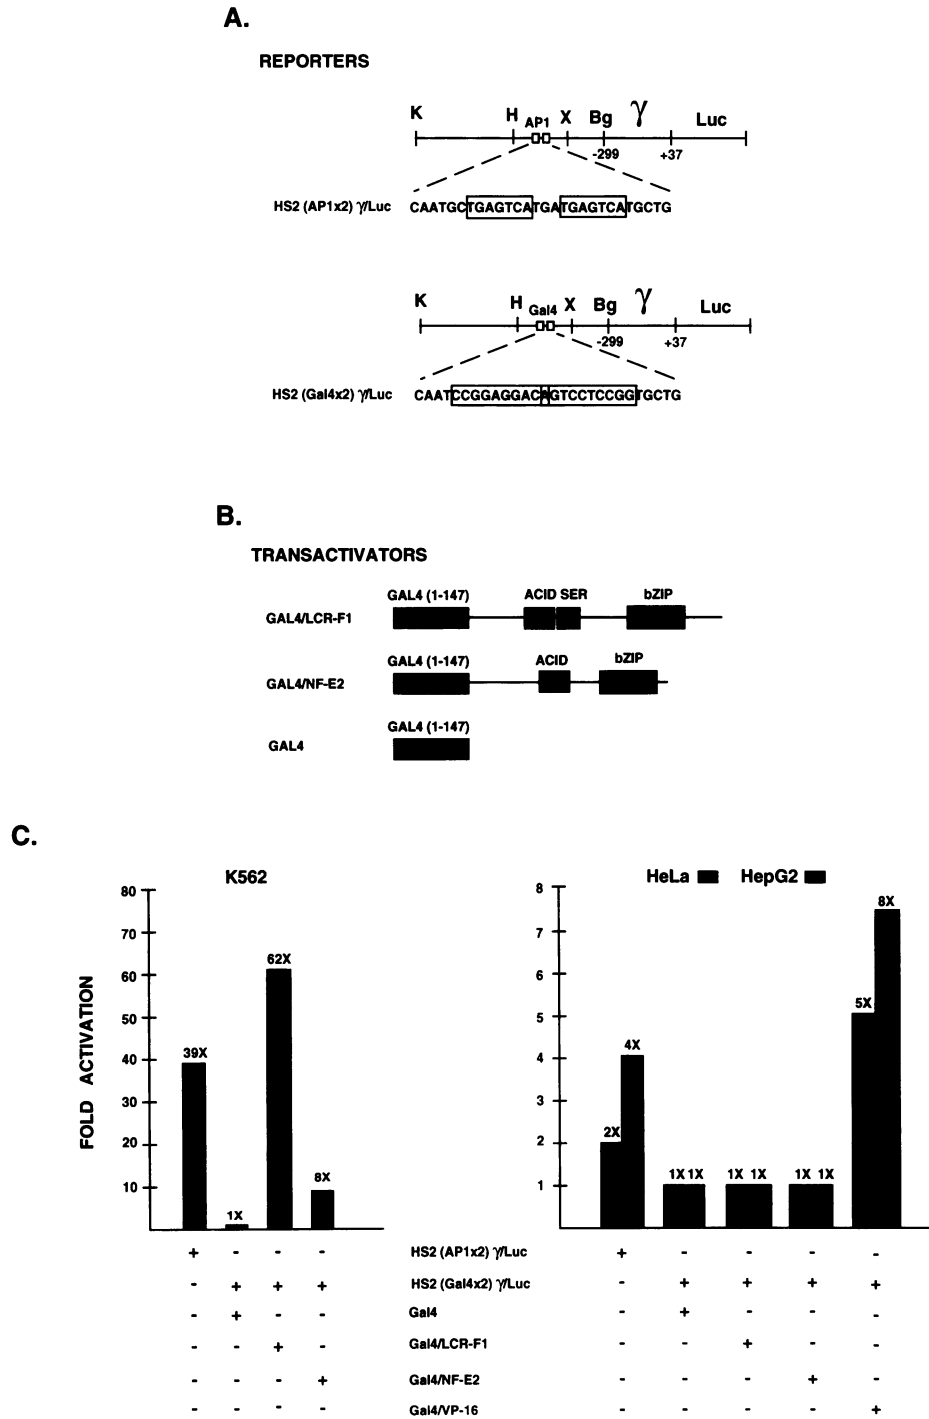 A.
REPORTERS
K H AP1 X Bg γ Luc
-299 +37
HS2 (AP1x2) γ/Luc CAATGCTGAGTCATGATGAGTCATGCTG
K H Gal4 X Bg γ Luc
-299 +37
HS2 (Gal4x2) γ/Luc CAATCCGGAGGACAGTCCTCCGGTGCTG
B.
TRANSACTIVATORS
GAL4 (1-147) ACID SER bZIP
GAL4/LCR-F1
GAL4 (1-147) ACID bZIP
GAL4/NF-E2
GAL4 (1-147)
GAL4
C.
K562
FOLD ACTIVATION
80
70
60
50
40
30
20
10
39X
1X
62X
8X
HeLa HepG2
8
7
6
5
4
3
2
1
2X 4X
1X 1X
1X 1X
1X 1X
5X 8X
+ - - - HS2 (AP1x2) γ/Luc + - - - -
- + + + HS2 (Gal4x2) γ/Luc - + + + +
- + - - Gal4 - + - - -
- - + - Gal4/LCR-F1 - - + - -
- - - + Gal4/NF-E2 - - - + -
- - - - Gal4/VP-16 - - - - +